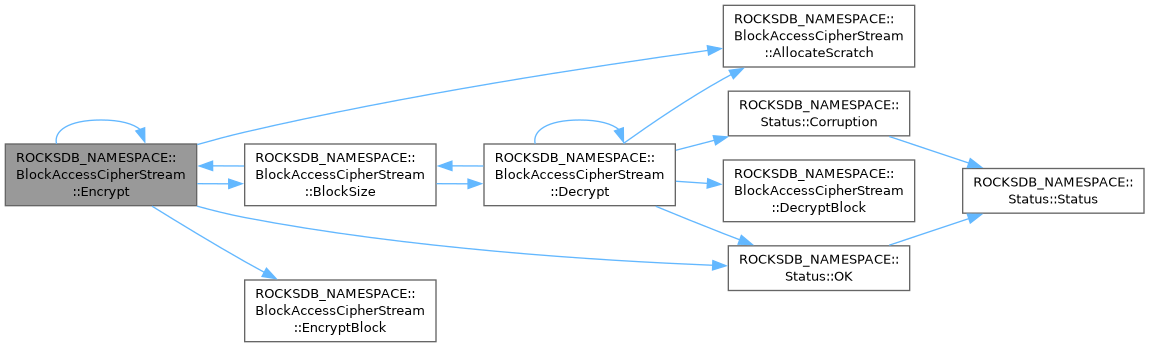 ROCKSDB_NAMESPACE::
BlockAccessCipherStream
::AllocateScratch
ROCKSDB_NAMESPACE::
Status::Corruption
ROCKSDB_NAMESPACE::
BlockAccessCipherStream
::Encrypt
ROCKSDB_NAMESPACE::
BlockAccessCipherStream
::BlockSize
ROCKSDB_NAMESPACE::
BlockAccessCipherStream
::Decrypt
ROCKSDB_NAMESPACE::
BlockAccessCipherStream
::DecryptBlock
ROCKSDB_NAMESPACE::
Status::Status
ROCKSDB_NAMESPACE::
Status::OK
ROCKSDB_NAMESPACE::
BlockAccessCipherStream
::EncryptBlock